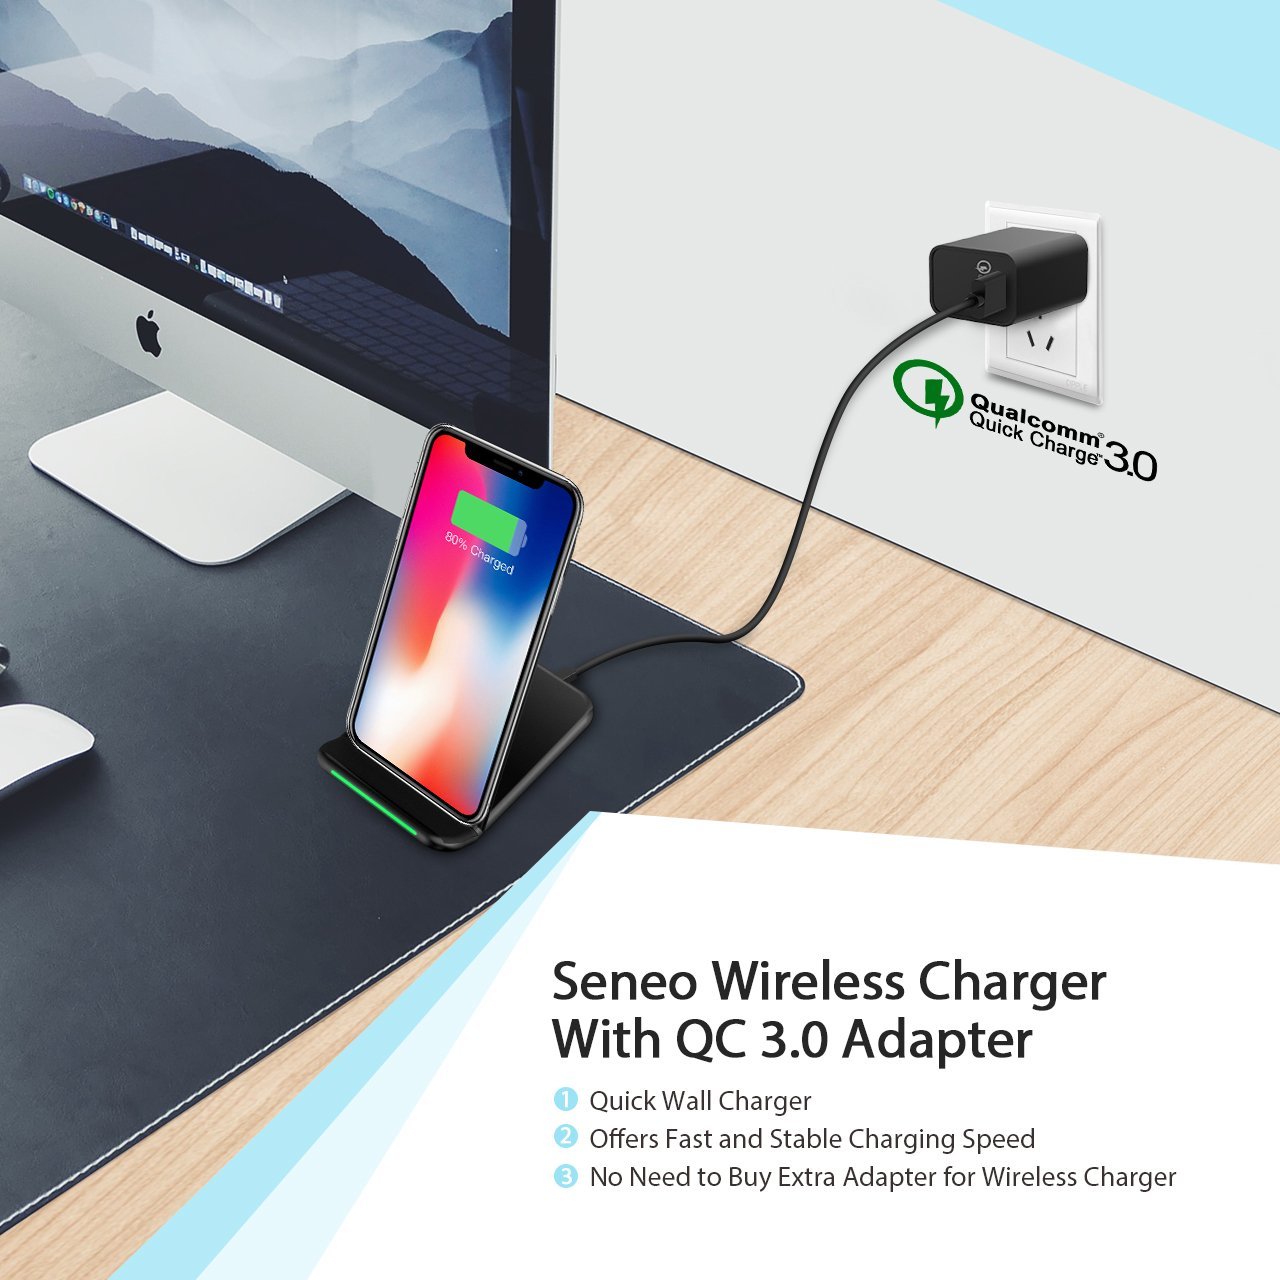 80% Charged
Qualcomm®
Quick Charge™ 3.0
Seneo Wireless Charger
With QC 3.0 Adapter
1 Quick Wall Charger
2 Offers Fast and Stable Charging Speed
3 No Need to Buy Extra Adapter for Wireless Charger